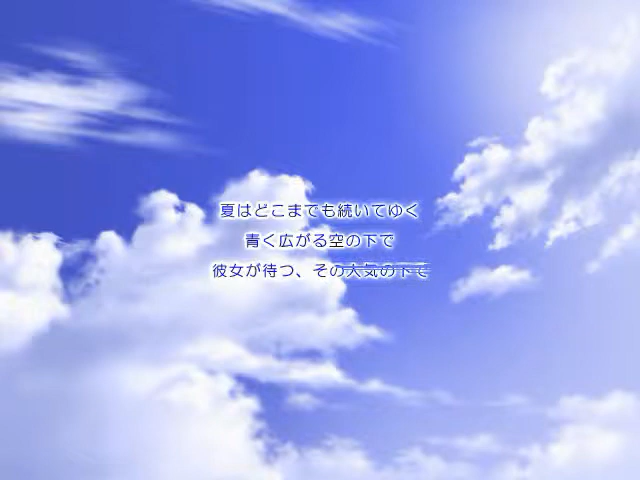 夏はどこまでも続いてゆく
青く広がる空の下で
彼女が待つ、その大気の下で